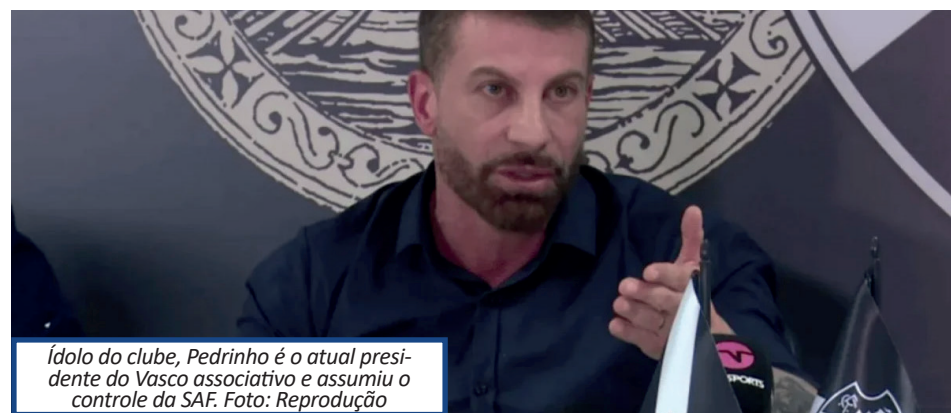 SPORTS
Ídolo do clube, Pedrinho é o atual presi-
dente do Vasco associativo e assumiu o
controle da SAF. Foto: Reprodução